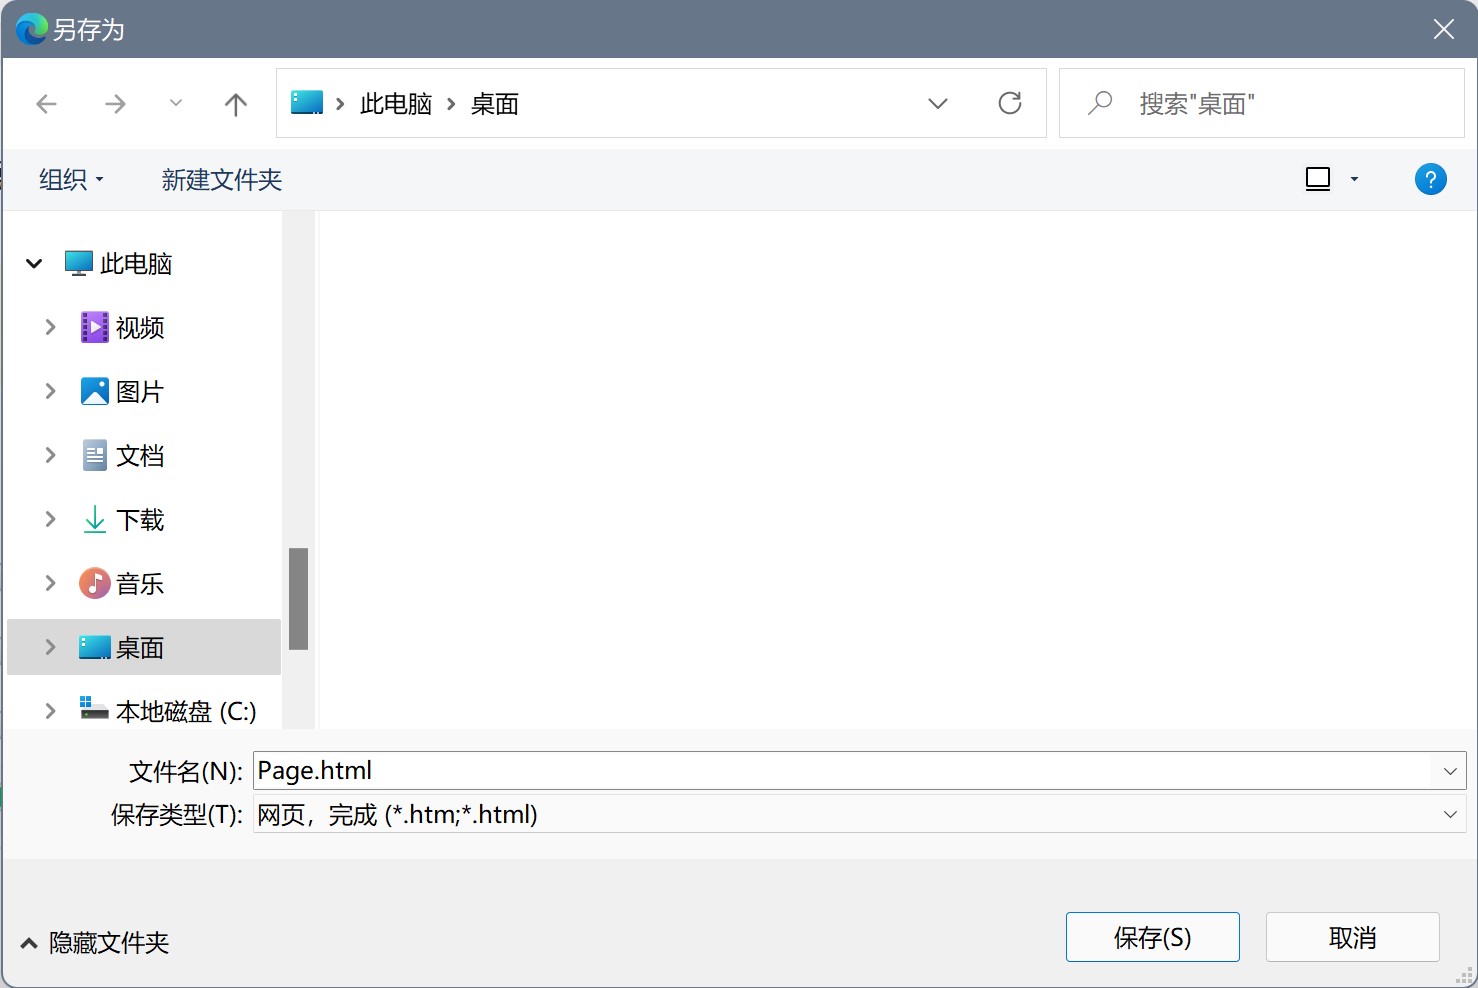 另存为
此电脑 桌面
搜索"桌面"
组织
新建文件夹
此电脑
视频
图片
文档
下载
音乐
桌面
本地磁盘 (C:)
文件名(N): Page.html
保存类型(T): 网页，完成 (*.htm;*.html)
隐藏文件夹
保存(S)
取消